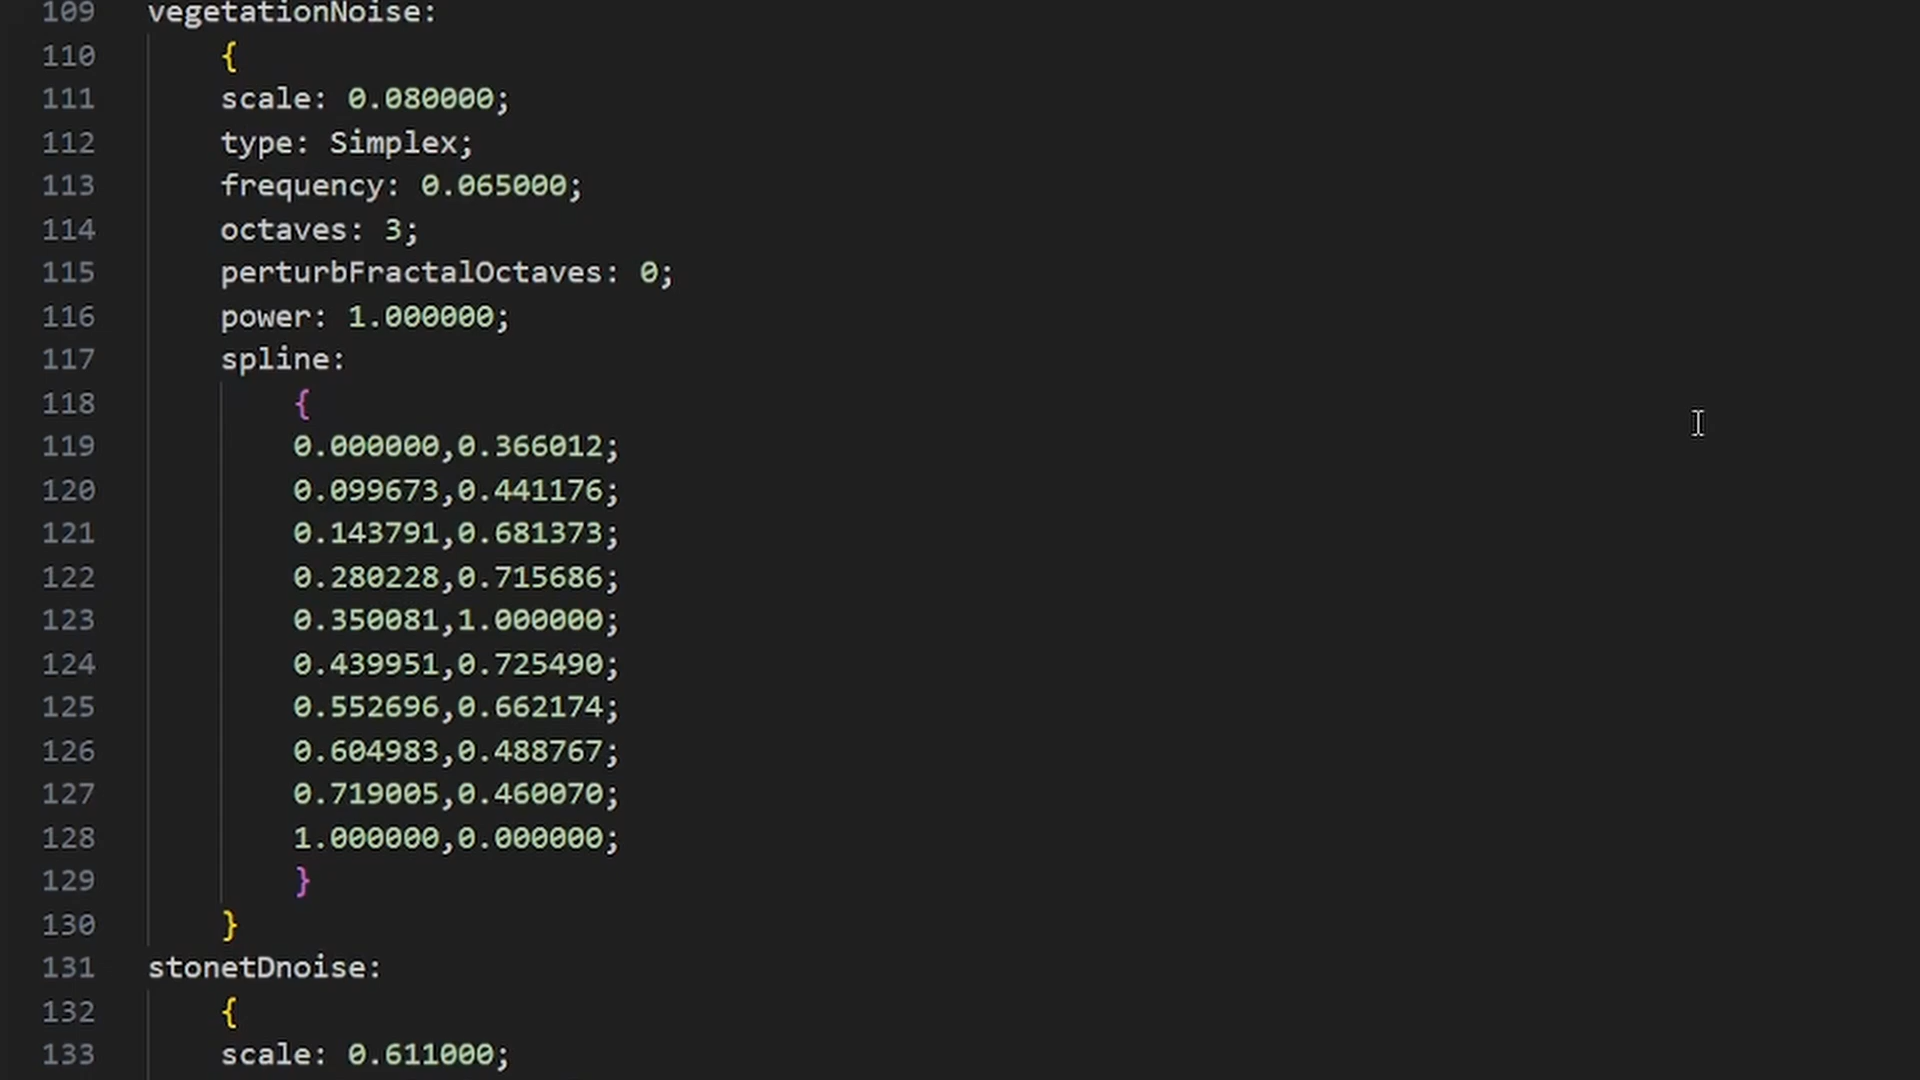 109 vegetationNoise:
110 {
111 scale: 0.080000;
112 type: Simplex;
113 frequency: 0.065000;
114 octaves: 3;
115 perturbFractalOctaves: 0;
116 power: 1.000000;
117 spline:
118 {
119 0.000000,0.366012;
120 0.099673,0.441176;
121 0.143791,0.681373;
122 0.280228,0.715686;
123 0.350081,1.000000;
124 0.439951,0.725490;
125 0.552696,0.662174;
126 0.604983,0.488767;
127 0.719005,0.460070;
128 1.000000,0.000000;
129 }
130 }
131 stonetDnoise:
132 {
133 scale: 0.611000;